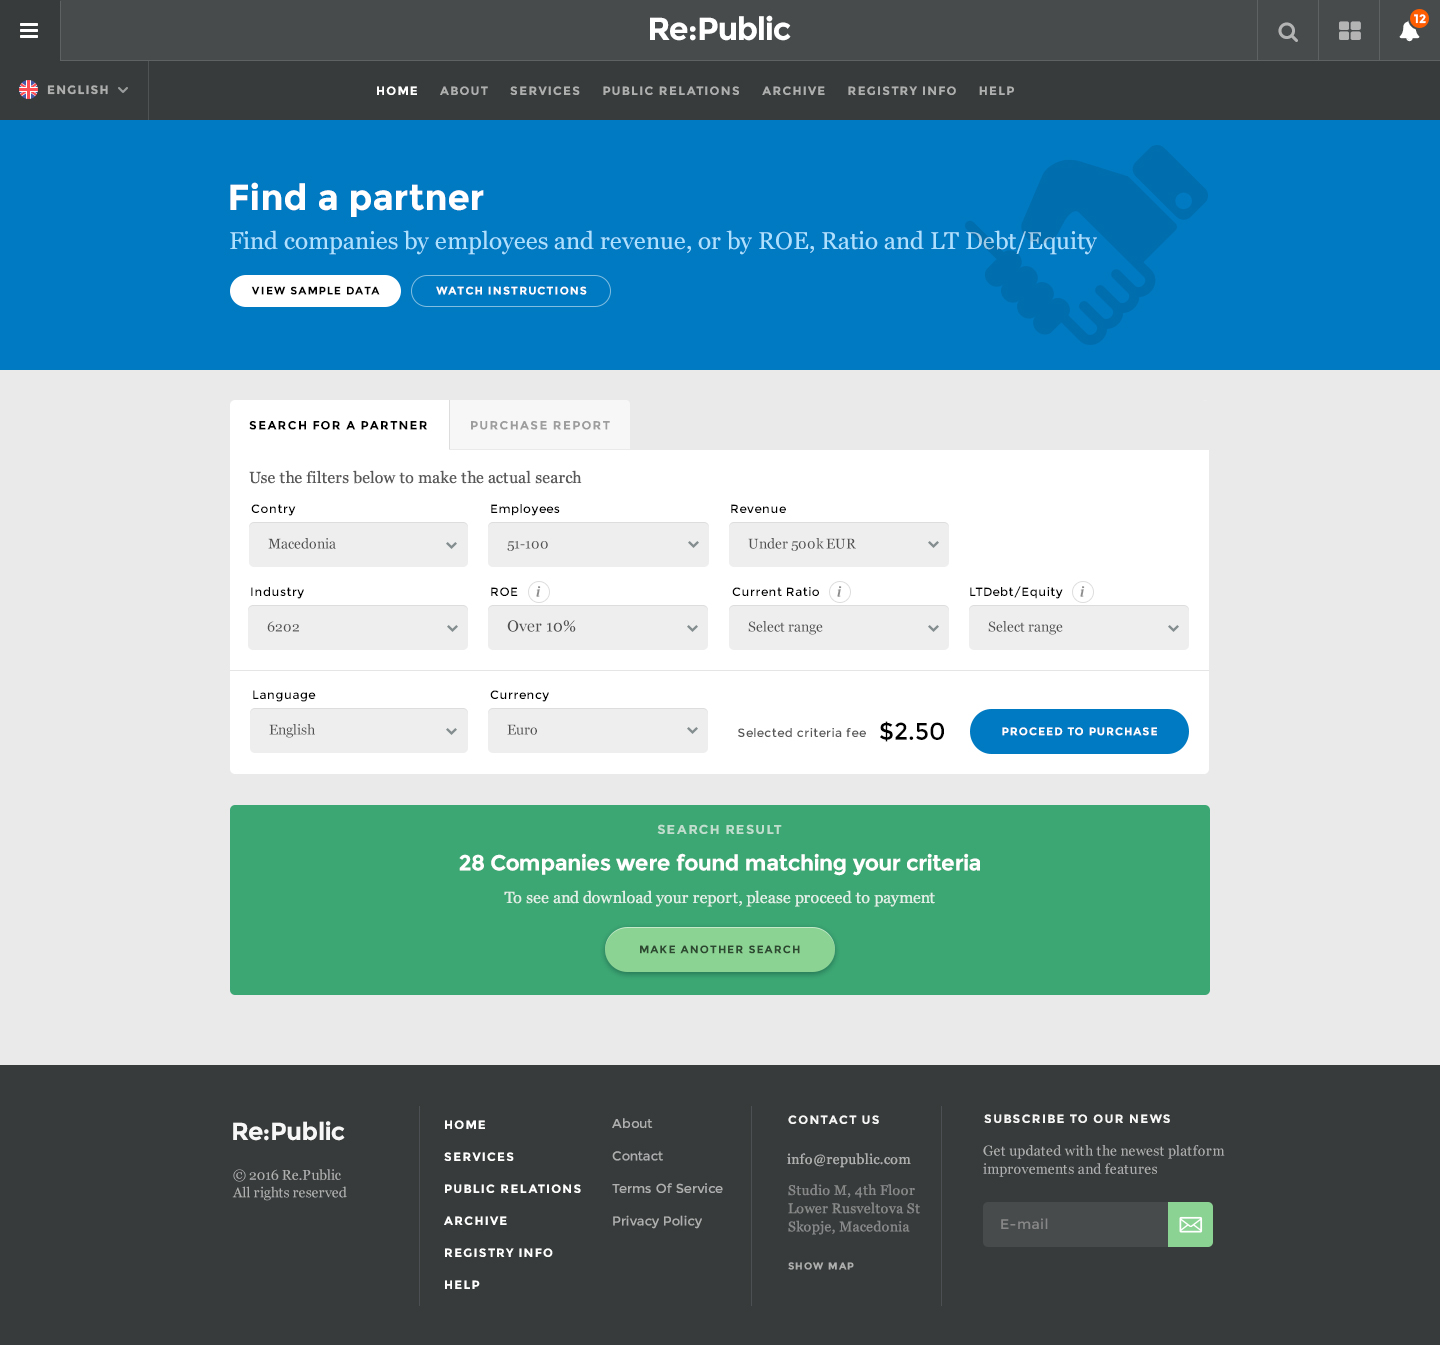 Re:Public
12
ENGLISH
HOME ABOUT SERVICES PUBLIC RELATIONS ARCHIVE REGISTRY INFO HELP
Find a partner
Find companies by employees and revenue, or by ROE, Ratio and LT Debt/Equity
VIEW SAMPLE DATA WATCH INSTRUCTIONS
SEARCH FOR A PARTNER PURCHASE REPORT
Use the filters below to make the actual search
Contry Employees Revenue
Macedonia 51-100 Under 500k EUR
Industry ROE i Current Ratio i LTDebt/Equity i
6202 Over 10% Select range Select range
Language Currency
English Euro Selected criteria fee $2.50 PROCEED TO PURCHASE
SEARCH RESULT
28 Companies were found matching your criteria
To see and download your report, please proceed to payment
MAKE ANOTHER SEARCH
Re:Public
© 2016 Re.Public
All rights reserved
HOME
SERVICES
PUBLIC RELATIONS
ARCHIVE
REGISTRY INFO
HELP
About
Contact
Terms Of Service
Privacy Policy
CONTACT US
info@republic.com
Studio M, 4th Floor
Lower Rusveltova St
Skopje, Macedonia
SHOW MAP
SUBSCRIBE TO OUR NEWS
Get updated with the newest platform
improvements and features
E-mail